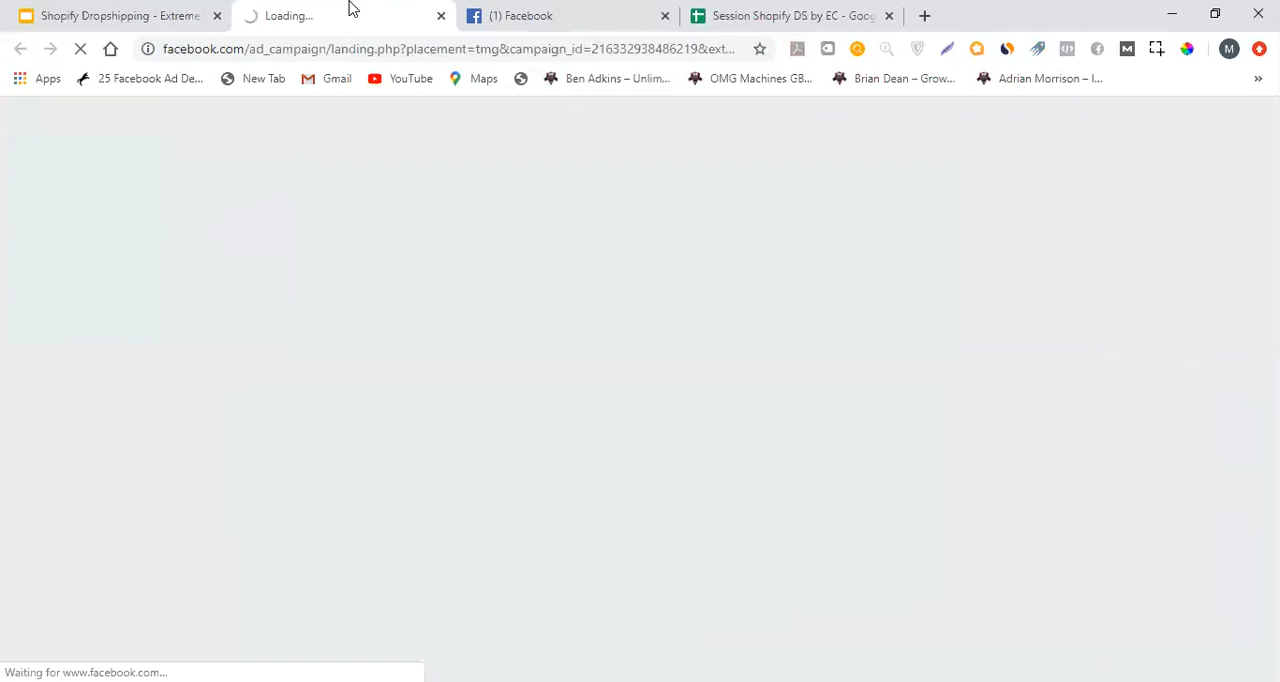 Shopify Dropshipping - Extreme
Loading...
(1) Facebook
Session Shopify DS by EC - Goog
facebook.com/ad_campaign/landing.php?placement=tmg&campaign_id=216332938486219&ext...
M
M
Apps
25 Facebook Ad De...
New Tab
Gmail
YouTube
Maps
Ben Adkins – Unlim...
GMG Machines GB...
Brian Dean – Grow...
Adrian Morrison – I...
»
Waiting for www.facebook.com...